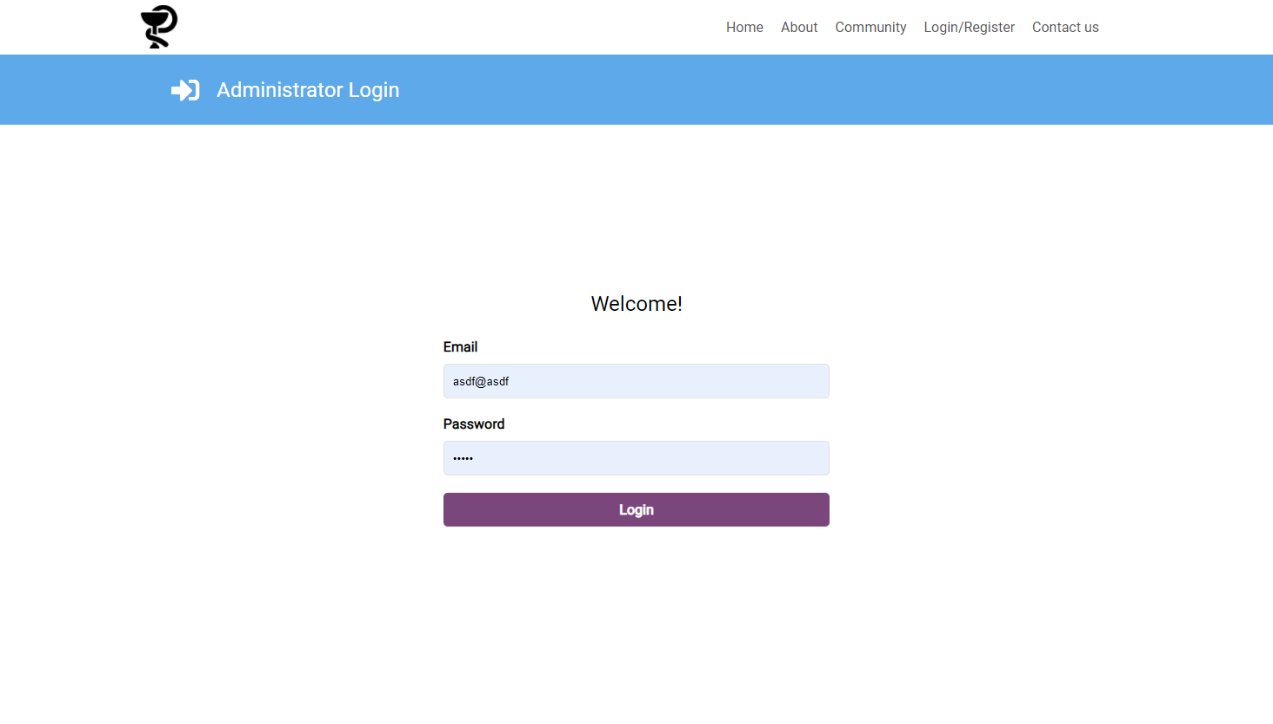 Home About Community Login/Register Contact us
Administrator Login
Welcome!
Email
asdf@asdf
Password
•••••
Login